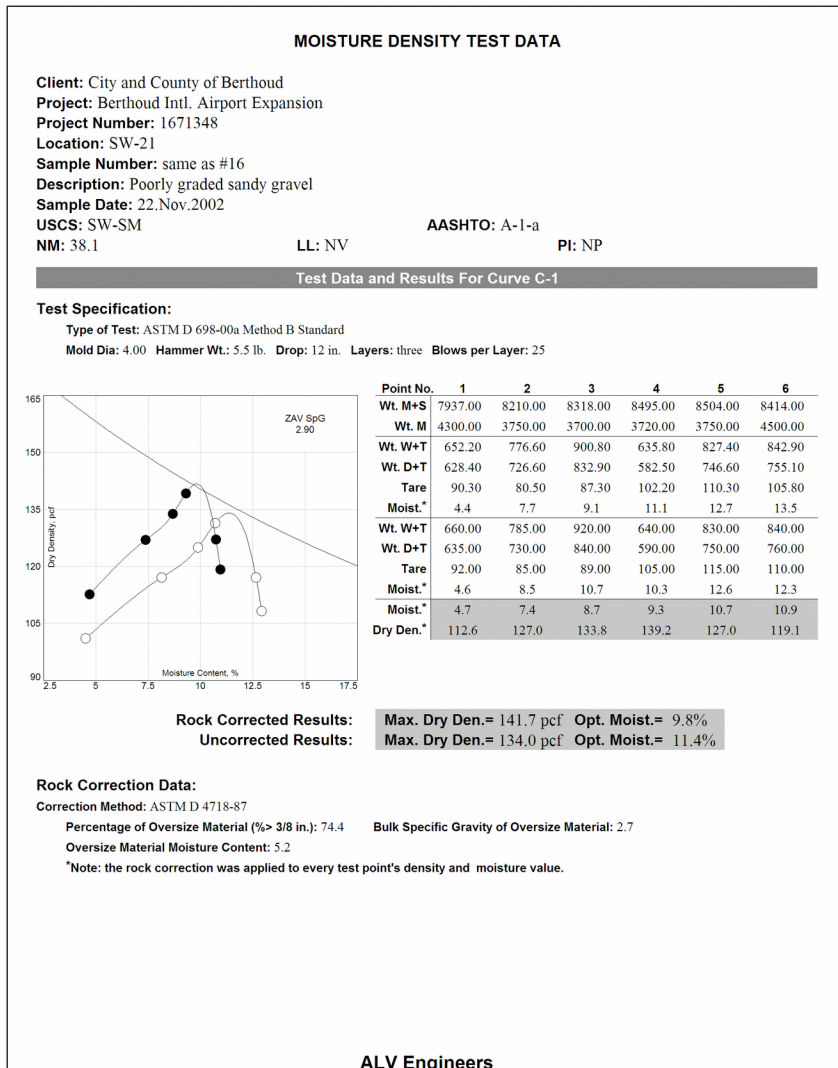 MOISTURE DENSITY TEST DATA
Client: City and County of Berthoud
Project: Berthoud Intl. Airport Expansion
Project Number: 1671348
Location: SW-21
Sample Number: same as #16
Description: Poorly graded sandy gravel
Sample Date: 22.Nov.2002
USCS: SW-SM AASHTO: A-1-a
NM: 38.1 LL: NV PI: NP
Test Data and Results For Curve C-1
Test Specification:
Type of Test: ASTM D 698-00a Method B Standard
Mold Dia: 4.00 Hammer Wt.: 5.5 lb. Drop: 12 in. Layers: three Blows per Layer: 25
165
150
135
120
105
90
Dry Density, pcf
ZAV SpG
2.90
Moisture Content, %
2.5 5 7.5 10 12.5 15 17.5
Point No. 1 2 3 4 5 6
Wt. M+S 7937.00 8210.00 8318.00 8495.00 8504.00 8414.00
Wt. M 4300.00 3750.00 3700.00 3720.00 3750.00 4500.00
Wt. W+T 652.20 776.60 900.80 635.80 827.40 842.90
Wt. D+T 628.40 726.60 832.90 582.50 746.60 755.10
Tare 90.30 80.50 87.30 102.20 110.30 105.80
Moist.* 4.4 7.7 9.1 11.1 12.7 13.5
Wt. W+T 660.00 785.00 920.00 640.00 830.00 840.00
Wt. D+T 635.00 730.00 840.00 590.00 750.00 760.00
Tare 92.00 85.00 89.00 105.00 115.00 110.00
Moist.* 4.6 8.5 10.7 10.3 12.6 12.3
Moist.* 4.7 7.4 8.7 9.3 10.7 10.9
Dry Den.* 112.6 127.0 133.8 139.2 127.0 119.1
Rock Corrected Results: Max. Dry Den.= 141.7 pcf Opt. Moist.= 9.8%
Uncorrected Results: Max. Dry Den.= 134.0 pcf Opt. Moist.= 11.4%
Rock Correction Data:
Correction Method: ASTM D 4718-87
Percentage of Oversize Material (%> 3/8 in.): 74.4 Bulk Specific Gravity of Oversize Material: 2.7
Oversize Material Moisture Content: 5.2
*Note: the rock correction was applied to every test point's density and moisture value.
ALV Engineers